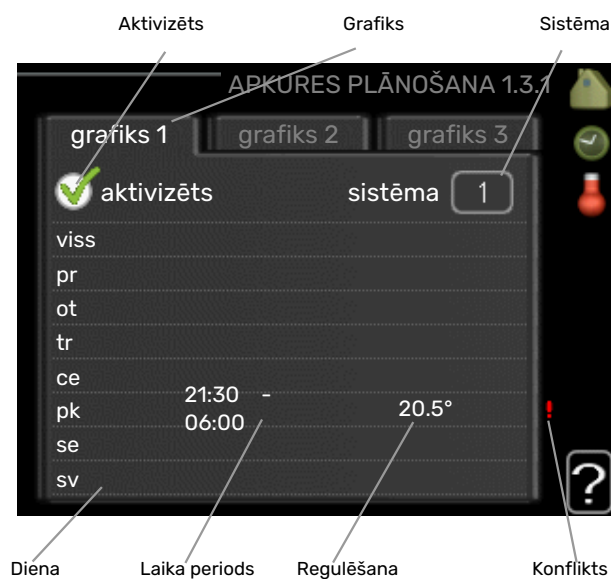 Aktivizēts Grafiks Sistēma
APKURES PLĀNOŠANA 1.3.1
grafiks 1 grafiks 2 grafiks 3
aktivizēts sistēma 1
viss
pr
ot
tr
ce
pk 21:30 - 06:00 20.5° !
se
sv
?
Diena Laika periods Regulēšana Konflikts